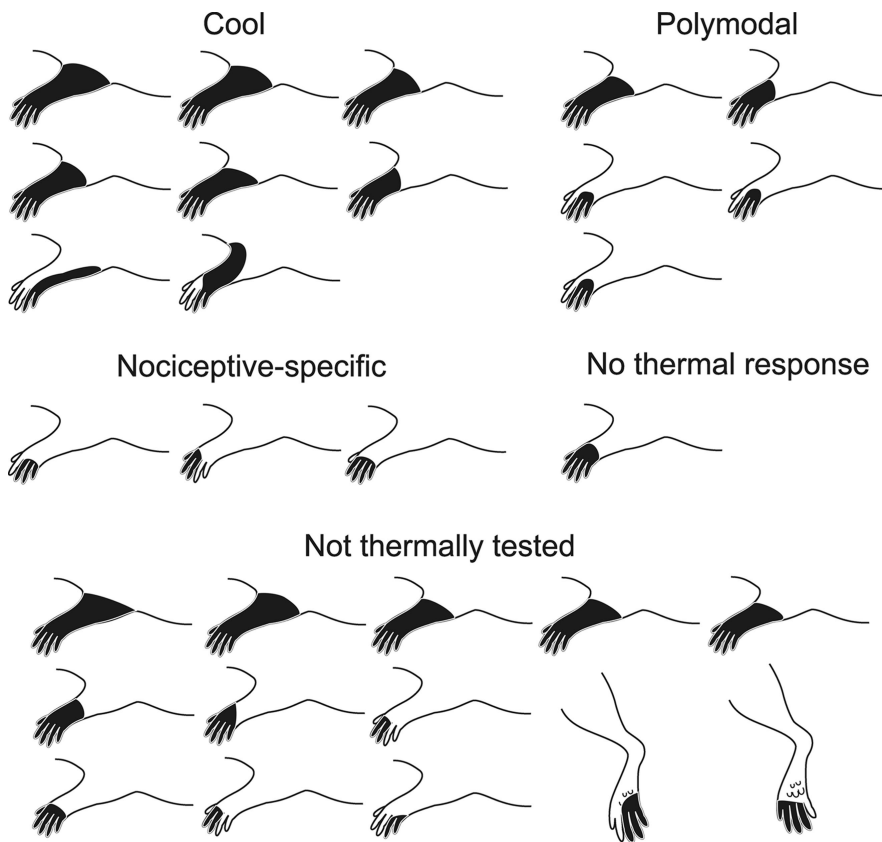 Cool
Polymodal
Nociceptive-specific
No thermal response
Not thermally tested